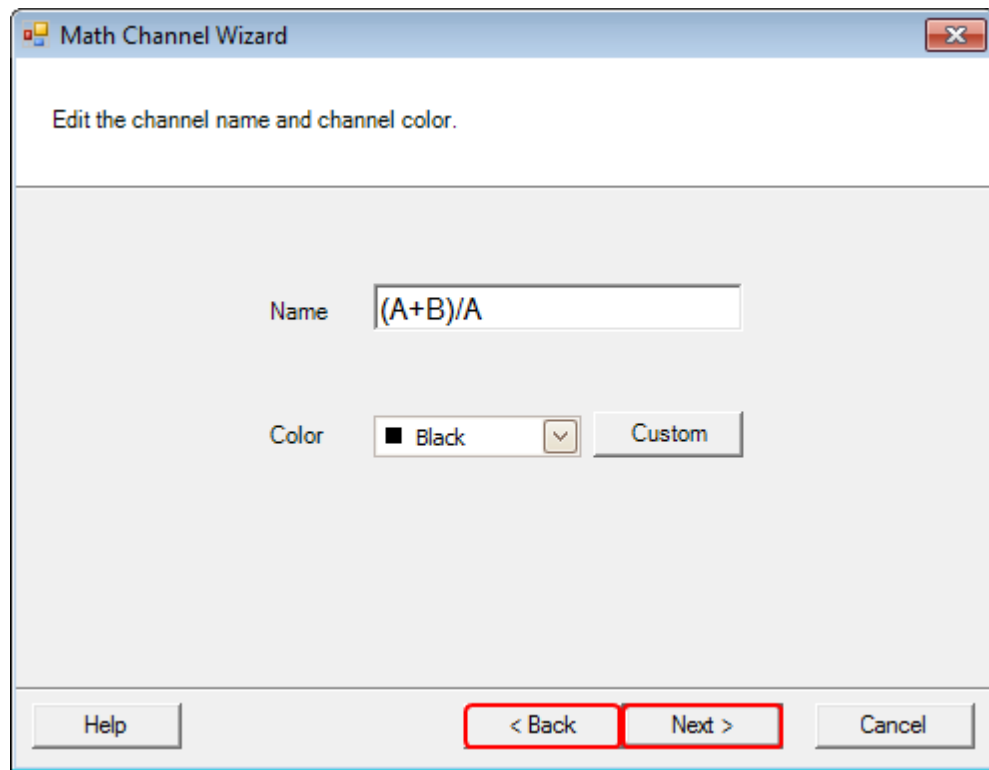 Math Channel Wizard
Edit the channel name and channel color.
Name (A+B)/A
Color Black Custom
Help < Back Next > Cancel